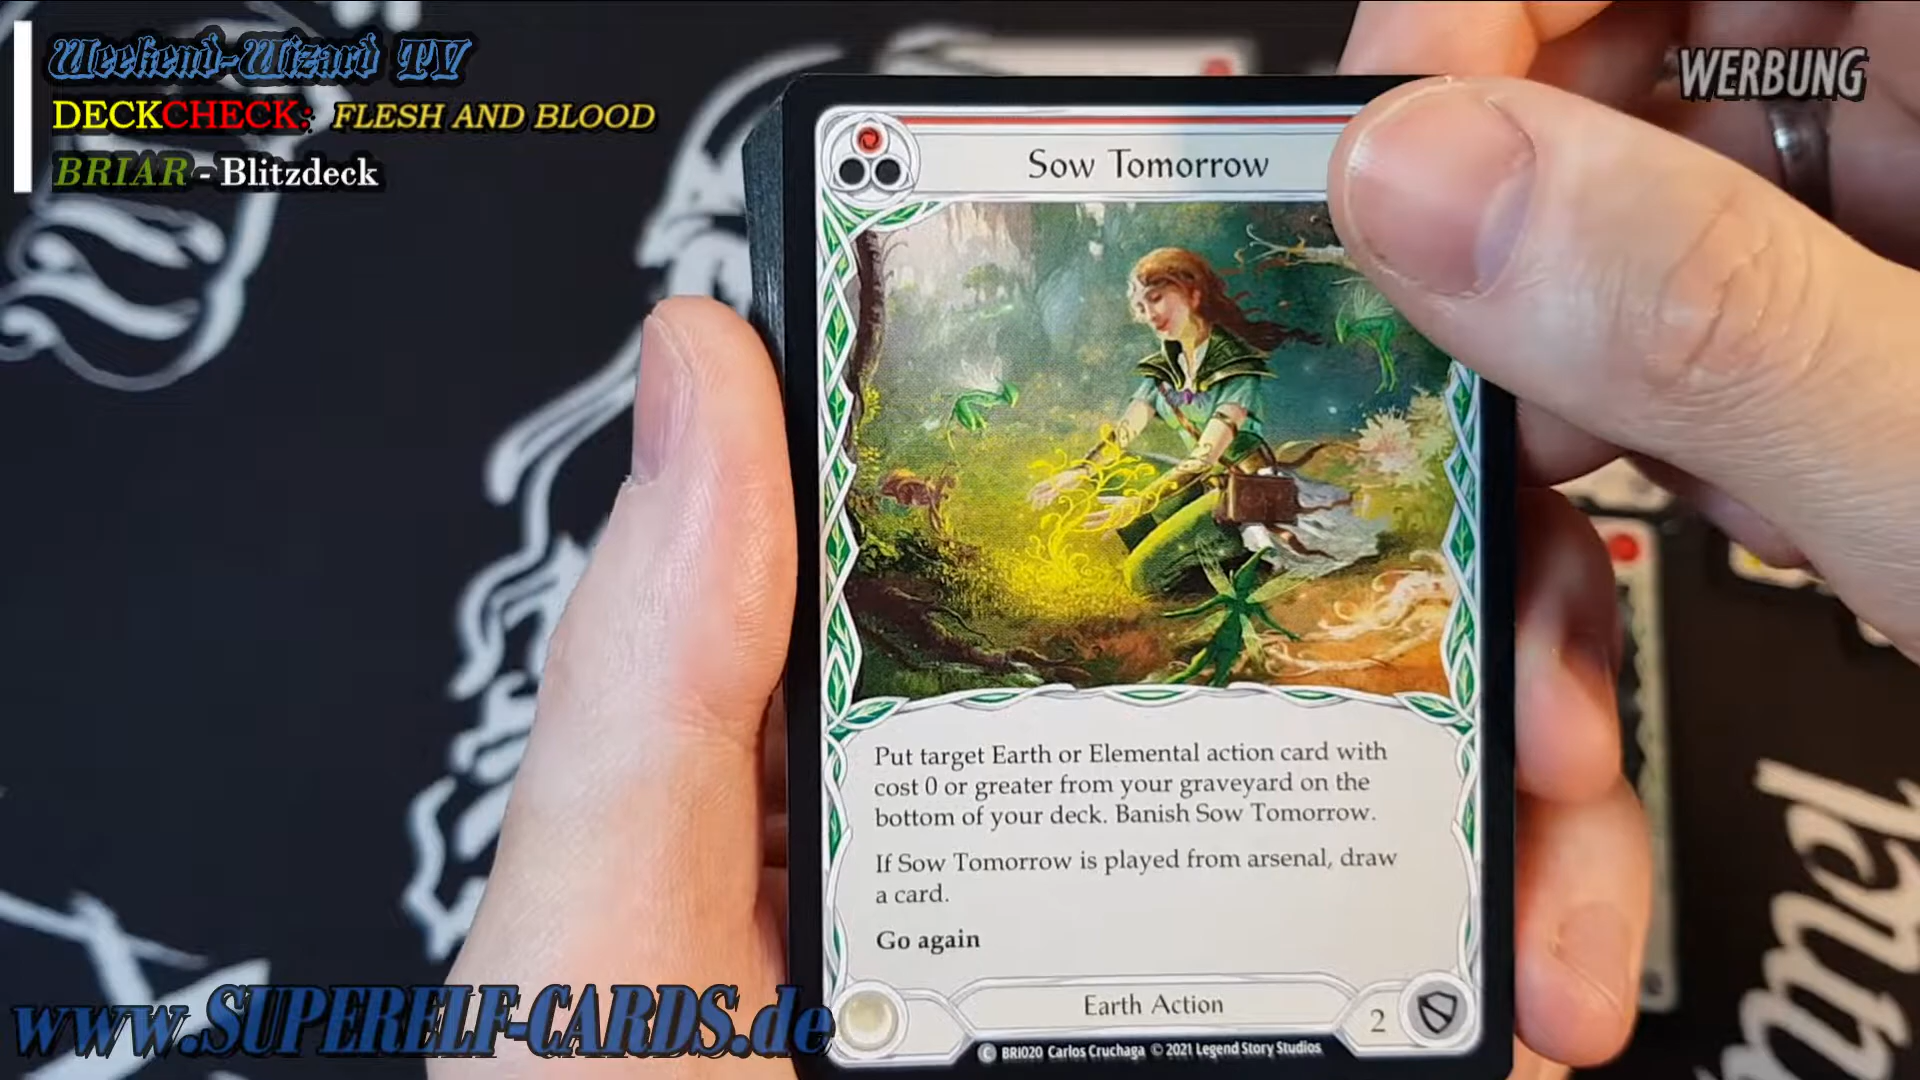 Weekend-Wizard TV
DECKCHECK: FLESH AND BLOOD
BRIAR - Blitzdeck
WERBUNG
Sow Tomorrow
Put target Earth or Elemental action card with
cost 0 or greater from your graveyard on the
bottom of your deck. Banish Sow Tomorrow.
If Sow Tomorrow is played from arsenal, draw
a card.
Go again
Earth Action
2
C BRI020 Carlos Cruchaga © 2021 Legend Story Studios
www.SUPERELF-CARDS.de